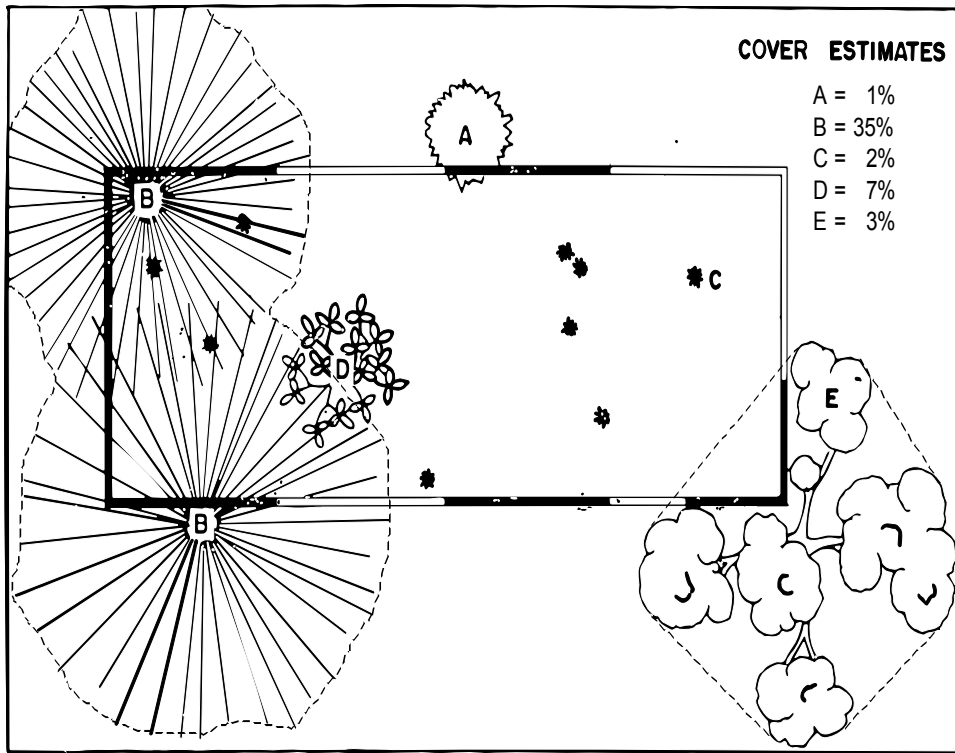 COVER ESTIMATES
A = 1%
B = 35%
C = 2%
D = 7%
E = 3%
A
B
C
D
E
B
C